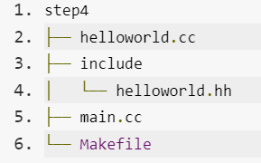 1. step4
2. ├── helloworld.cc
3. ├── include
4. │   └── helloworld.hh
5. ├── main.cc
6. └── Makefile